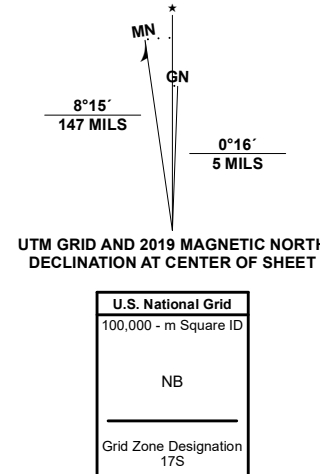 ★
MN
GN
8°15´
147 MILS
0°16´
5 MILS
UTM GRID AND 2019 MAGNETIC NORTH
DECLINATION AT CENTER OF SHEET
U.S. National Grid
100,000 - m Square ID
NB
Grid Zone Designation
17S